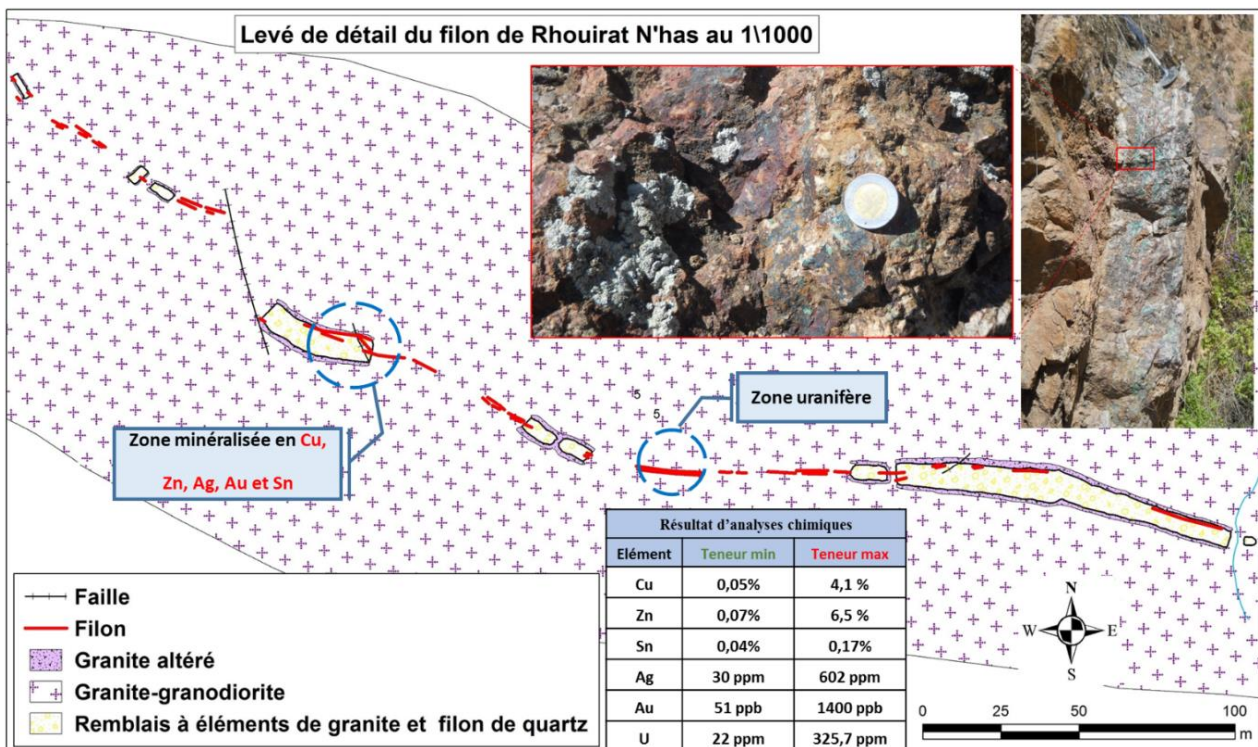 Levé de détail du filon de Rhouirat N'has au 1\1000
5
5
Zone uranifère
Zone minéralisée en Cu,
Zn, Ag, Au et Sn
Résultat d'analyses chimiques
Elément Teneur min Teneur max
Cu 0,05% 4,1 %
Zn 0,07% 6,5 %
Sn 0,04% 0,17%
Ag 30 ppm 602 ppm
Au 51 ppb 1400 ppb
U 22 ppm 325,7 ppm
Faille
Filon
Granite altéré
Granite-granodiorite
Remblais à éléments de granite et filon de quartz
N
W E
S
0 25 50 100
m